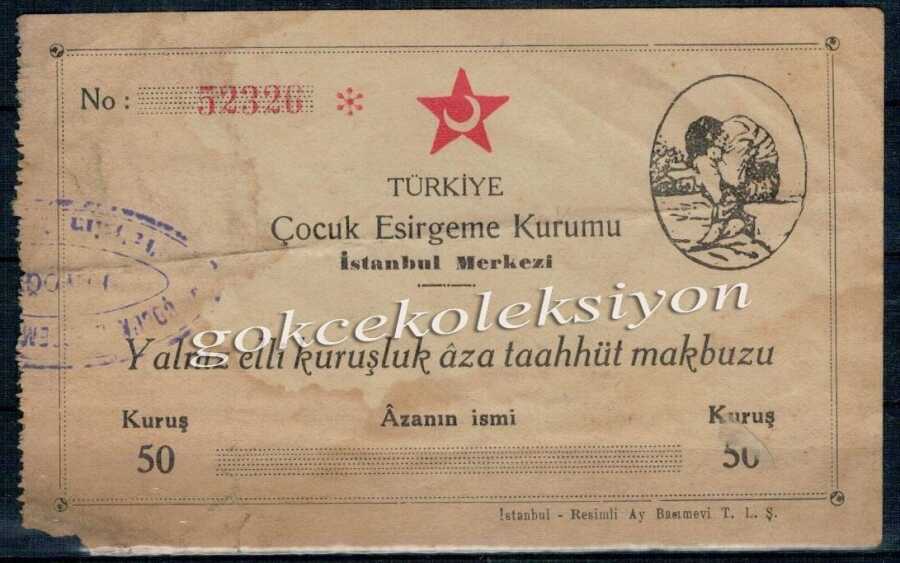 No : 52326 *
TÜRKİYE
Çocuk Esirgeme Kurumu
İstanbul Merkezi
gokcekoleksiyon
Yalnız elli kuruşluk âza taahhüt makbuzu
Kuruş Âzanın ismi Kuruş
50 50
İstanbul - Resimli Ay Basımevi T. L. Ş.